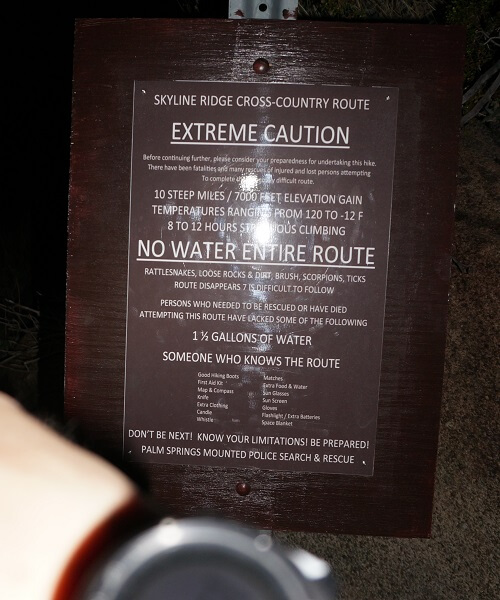 SKYLINE RIDGE CROSS-COUNTRY ROUTE
EXTREME CAUTION
Before continuing further, please consider your preparedness for undertaking this hike.
There have been fatalities and many rescues of injured and lost persons attempting
To complete difficult route.
10 STEEP MILES / 7000 FEET ELEVATION GAIN
TEMPERATURES RANGING FROM 120 TO -12 F
8 TO 12 HOURS STRENUOUS CLIMBING
NO WATER ENTIRE ROUTE
RATTLESNAKES, LOOSE ROCKS & DIRT, BRUSH, SCORPIONS, TICKS
ROUTE DISAPPEARS 7 IS DIFFICULT TO FOLLOW
PERSONS WHO NEEDED TO BE RESCUED OR HAVE DIED
ATTEMPTING THIS ROUTE HAVE LACKED SOME OF THE FOLLOWING
1 ½ GALLONS OF WATER
SOMEONE WHO KNOWS THE ROUTE
Good Hiking Boots
First Aid Kit
Map & Compass
Knife
Extra Clothing
Candle
Whistle
Matches
Extra Food & Water
Sun Glasses
Sun Screen
Gloves
Flashlight / Extra Batteries
Space Blanket
DON'T BE NEXT! KNOW YOUR LIMITATIONS! BE PREPARED!
PALM SPRINGS MOUNTED POLICE SEARCH & RESCUE